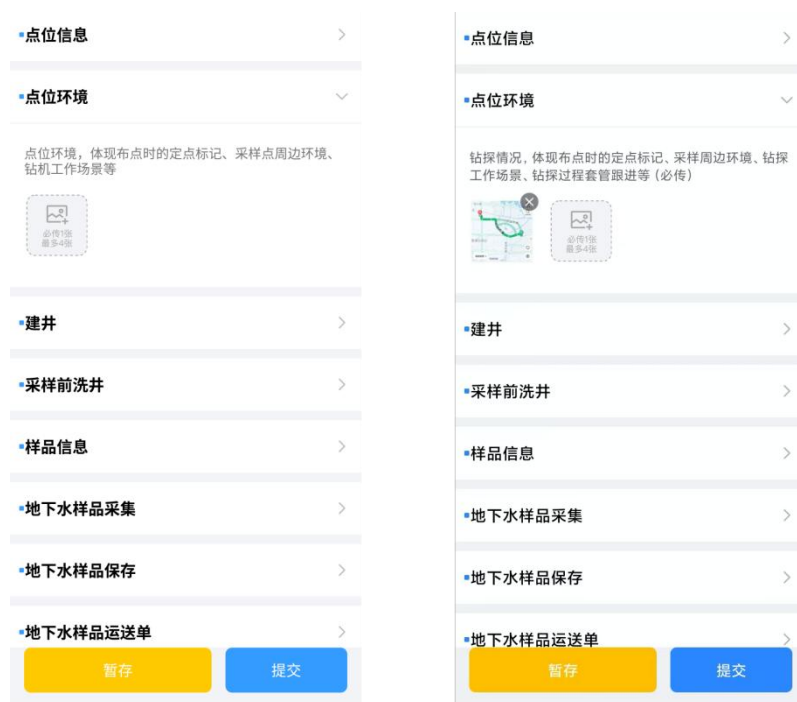 点位信息
点位环境
点位环境，体现布点时的定点标记、采样点周边环境、
钻机工作场景等
必传1张
最多4张
建井
采样前洗井
样品信息
地下水样品采集
地下水样品保存
地下水样品运送单
暂存
提交
点位信息
点位环境
钻探情况，体现布点时的定点标记、采样周边环境、钻探
工作场景、钻探过程套管跟进等（必传）
必传1张
最多4张
建井
采样前洗井
样品信息
地下水样品采集
地下水样品保存
地下水样品运送单
暂存
提交